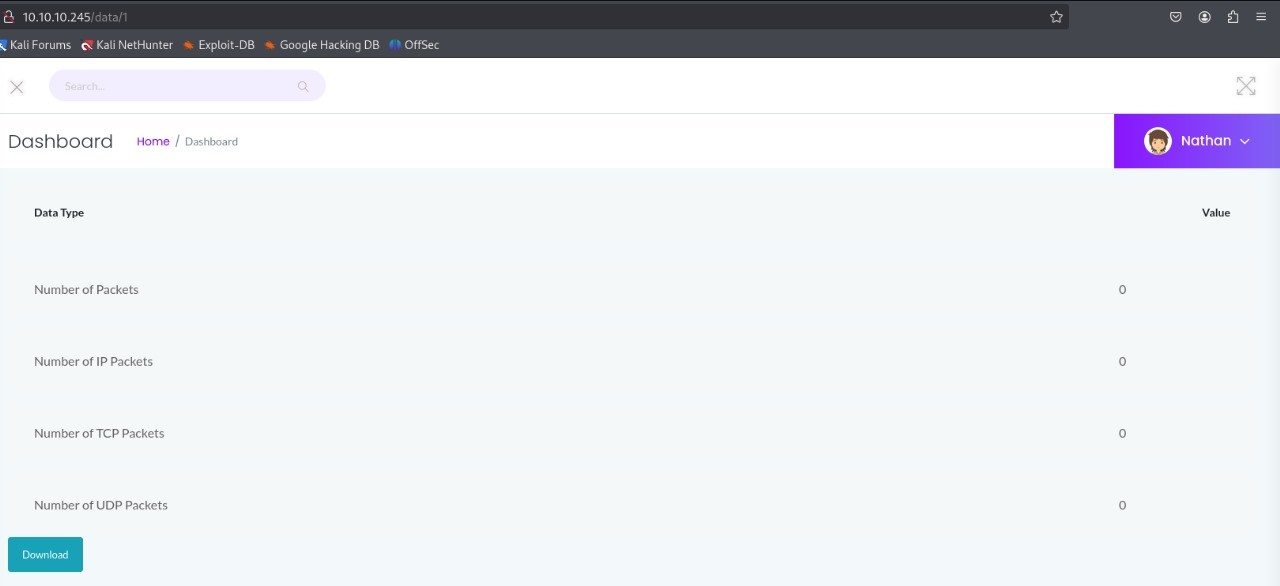 10.10.10.245/data/1
Kali Forums Kali NetHunter Exploit-DB Google Hacking DB OffSec
Search...
Dashboard Home / Dashboard Nathan
Data Type Value
Number of Packets 0
Number of IP Packets 0
Number of TCP Packets 0
Number of UDP Packets 0
Download